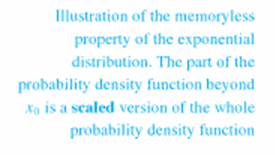 Illustration of the memoryless
property of the exponential
distribution. The part of the
probability density function beyond
x₀ is a scaled version of the whole
probability density function